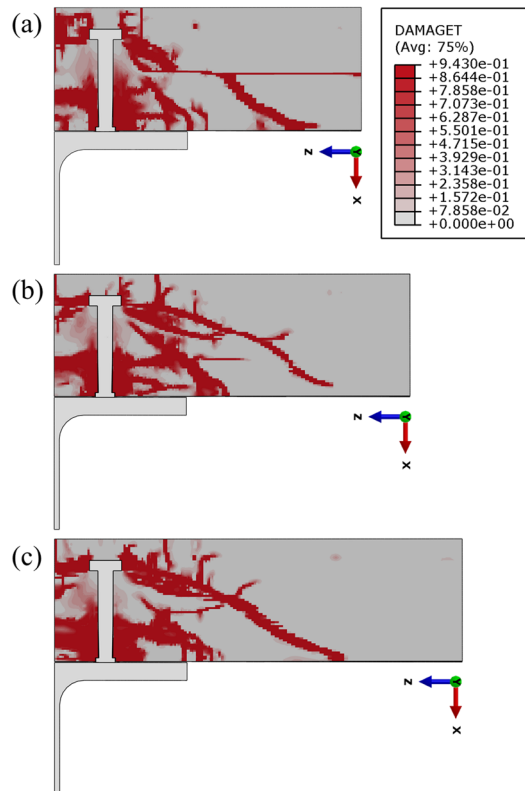 (a)
DAMAGET
(Avg: 75%)
+9.430e-01
+8.644e-01
+7.858e-01
+7.073e-01
+6.287e-01
+5.501e-01
+4.715e-01
+3.929e-01
+3.143e-01
+2.358e-01
+1.572e-01
+7.858e-02
+0.000e+00
Z
Y
X
(b)
Z
Y
X
(c)
Z
Y
X